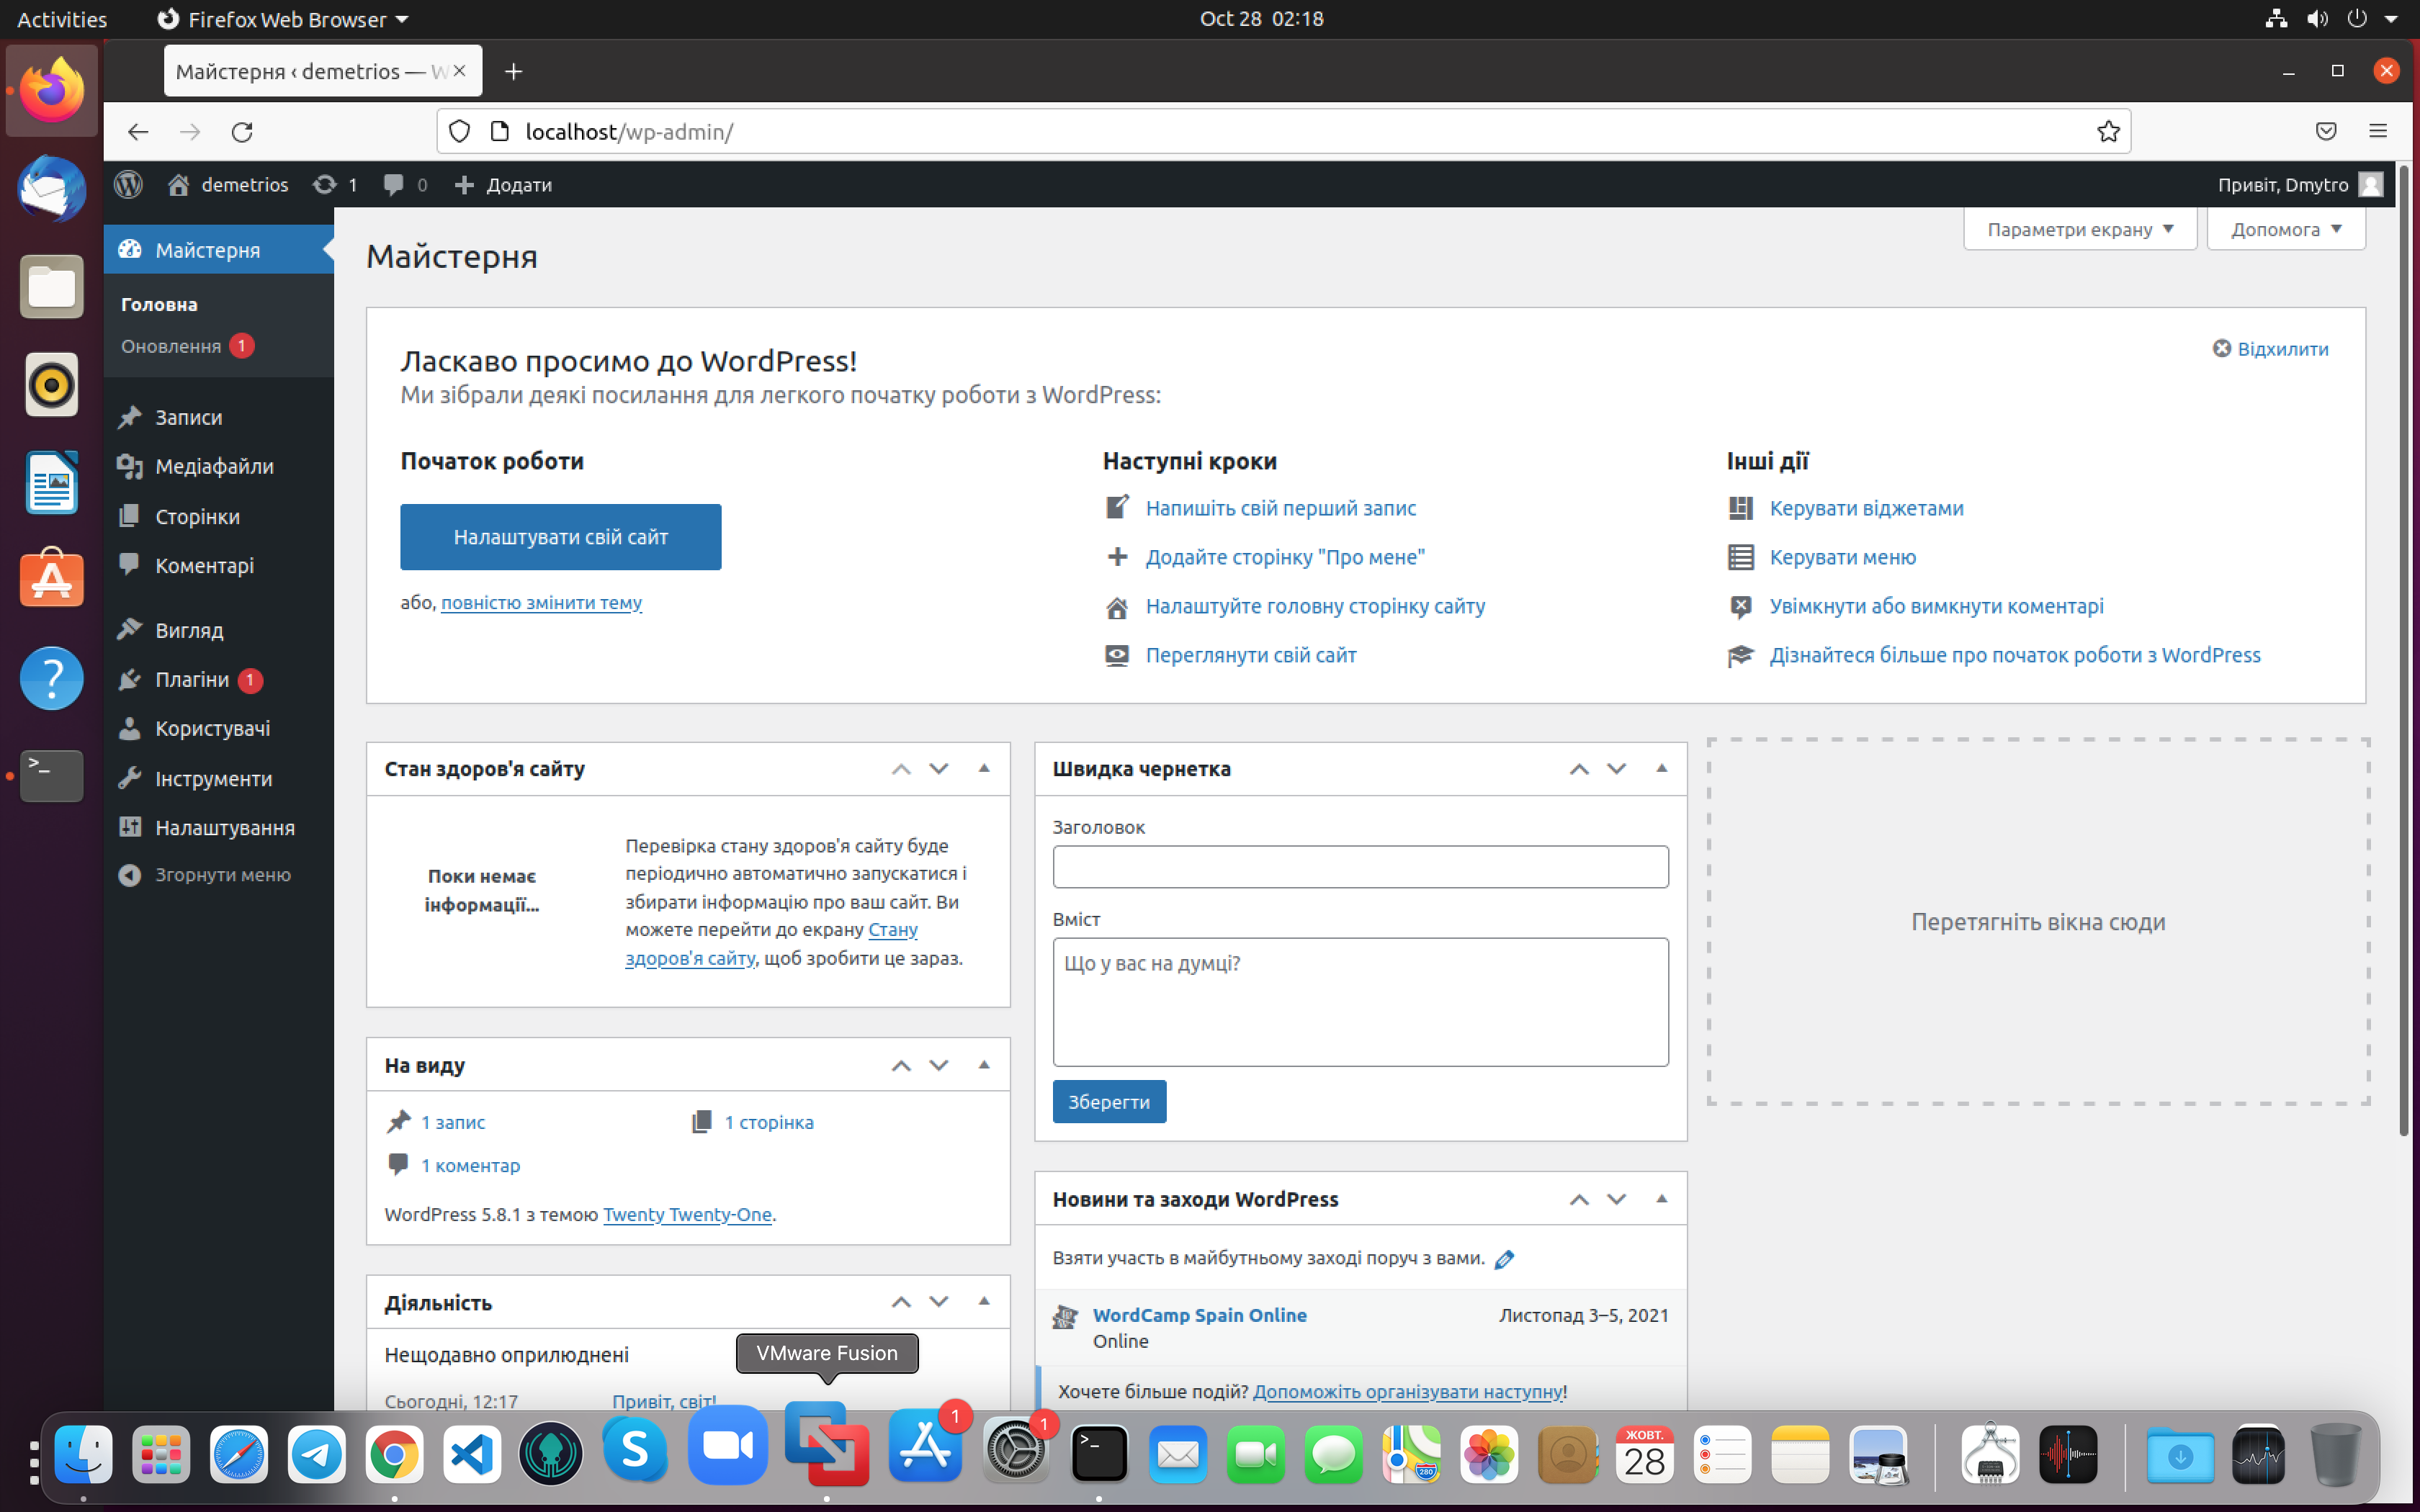 Activities
Firefox Web Browser
Oct 28 02:18
Майстерня ‹ demetrios — W
localhost/wp-admin/
demetrios
1
0
Додати
Привіт, Dmytro
Майстерня
Головна
Оновлення 1
Записи
Медіафайли
Сторінки
Коментарі
Вигляд
Плагіни 1
Користувачі
Інструменти
Налаштування
Згорнути меню
Параметри екрану
Допомога
Майстерня
Ласкаво просимо до WordPress!
Відхилити
Ми зібрали деякі посилання для легкого початку роботи з WordPress:
Початок роботи
Налаштувати свій сайт
або, повністю змінити тему
Наступні кроки
Напишіть свій перший запис
Додайте сторінку "Про мене"
Налаштуйте головну сторінку сайту
Переглянути свій сайт
Інші дії
Керувати віджетами
Керувати меню
Увімкнути або вимкнути коментарі
Дізнайтеся більше про початок роботи з WordPress
Стан здоров'я сайту
Поки немає
інформації...
Перевірка стану здоров'я сайту буде
періодично автоматично запускатися і
збирати інформацію про ваш сайт. Ви
можете перейти до екрану Стану
здоров'я сайту, щоб зробити це зараз.
На виду
1 запис
1 сторінка
1 коментар
WordPress 5.8.1 з темою Twenty Twenty-One.
Діяльність
Нещодавно оприлюднені
Сьогодні, 12:17
Привіт, світ!
Швидка чернетка
Заголовок
Вміст
Що у вас на думці?
Зберегти
Новини та заходи WordPress
Взяти участь в майбутньому заході поруч з вами.
WordCamp Spain Online
Листопад 3–5, 2021
Online
Хочете більше подій? Допоможіть організувати наступну!
Перетягніть вікна сюди
VMware Fusion
1
1
ЖОВТ.
28
280